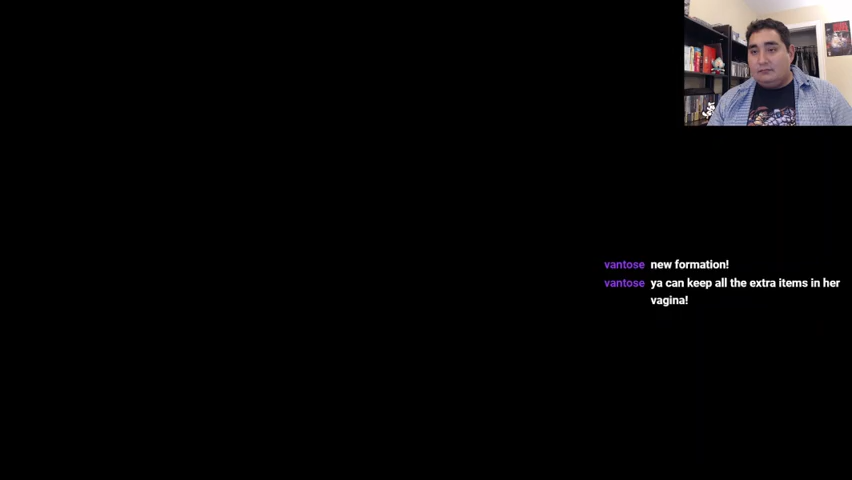 vantose new formation!
vantose ya can keep all the extra items in her
vagina!